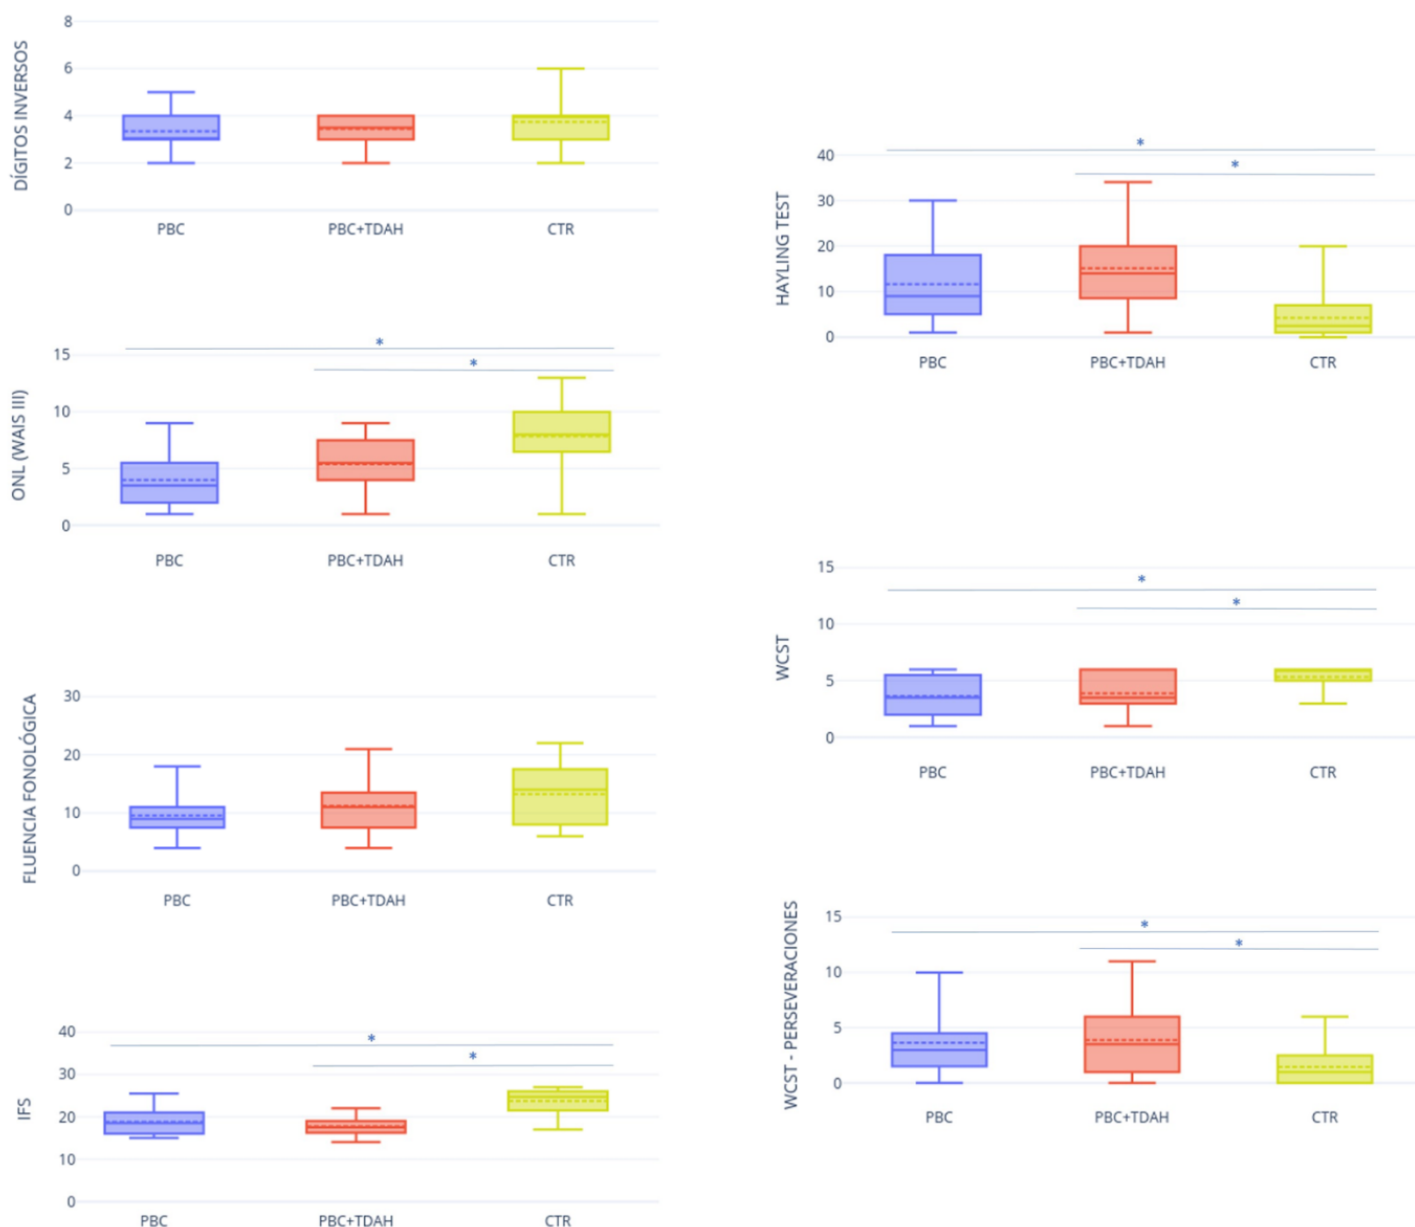 DÍGITOS INVERSOS
8
6
4
2
0
PBC PBC+TDAH CTR
ONL (WAIS III)
15
10
5
0
*
*
PBC PBC+TDAH CTR
FLUENCIA FONOLÓGICA
30
20
10
0
PBC PBC+TDAH CTR
IFS
40
30
20
10
0
*
*
PBC PBC+TDAH CTR
HAYLING TEST
40
30
20
10
0
*
*
PBC PBC+TDAH CTR
WCST
15
10
5
0
*
*
PBC PBC+TDAH CTR
WCST - PERSEVERACIONES
15
10
5
0
*
*
PBC PBC+TDAH CTR